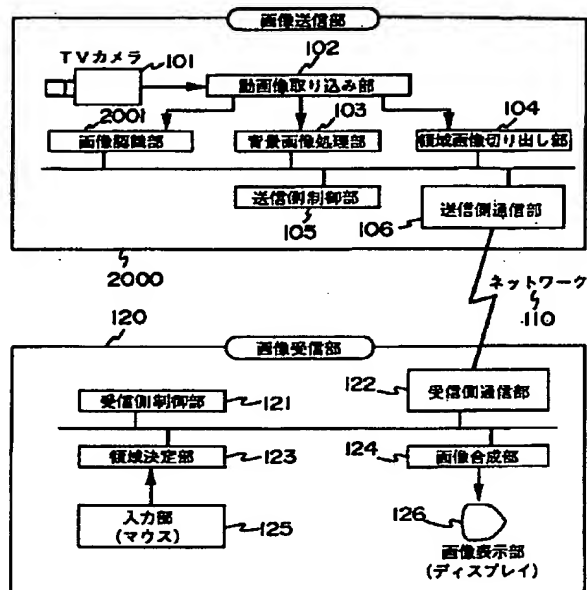 画像送信部
TVカメラ
101
102
動画像取り込み部
2001
画像認識部
103
背景画像処理部
104
領域画像切り出し部
送信側制御部
105
送信側通信部
106
2000
ネットワーク
110
120
画像受信部
受信側制御部
121
122
受信側通信部
領域決定部
123
124
画像合成部
入力部
(マウス)
125
126
画像表示部
(ディスプレイ)